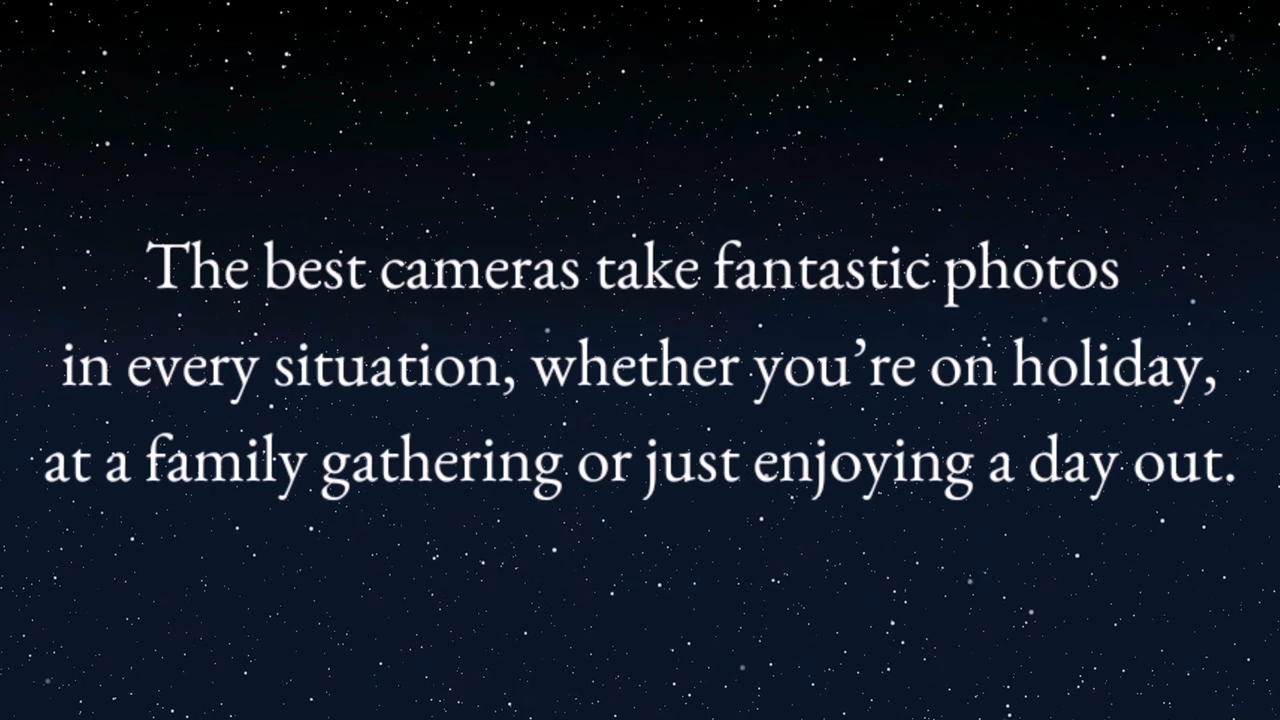 The best cameras take fantastic photos
in every situation, whether you’re on holiday,
at a family gathering or just enjoying a day out.